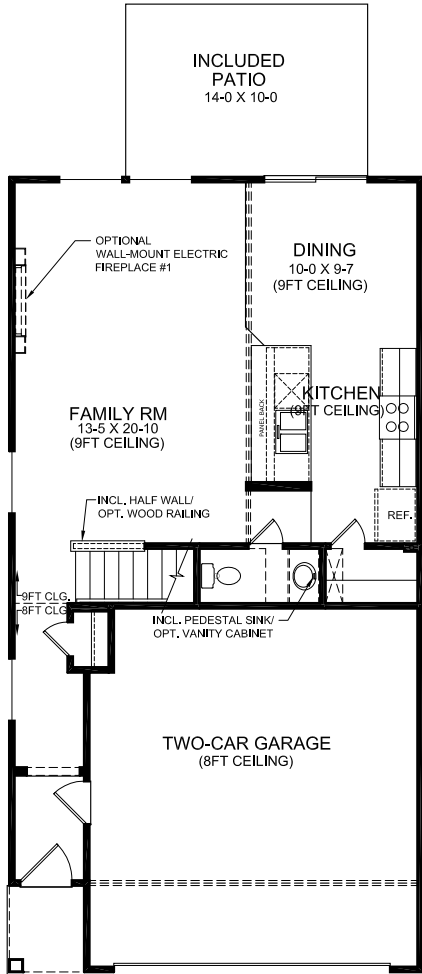 INCLUDED
PATIO
14-0 X 10-0
OPTIONAL
WALL-MOUNT ELECTRIC
FIREPLACE #1
DINING
10-0 X 9-7
(9FT CEILING)
PANEL BACK
KITCHEN
(9FT CEILING)
FAMILY RM
13-5 X 20-10
(9FT CEILING)
INCL. HALF WALL/
OPT. WOOD RAILING
REF.
9FT CLG.
8FT CLG.
INCL. PEDESTAL SINK/
OPT. VANITY CABINET
TWO-CAR GARAGE
(8FT CEILING)